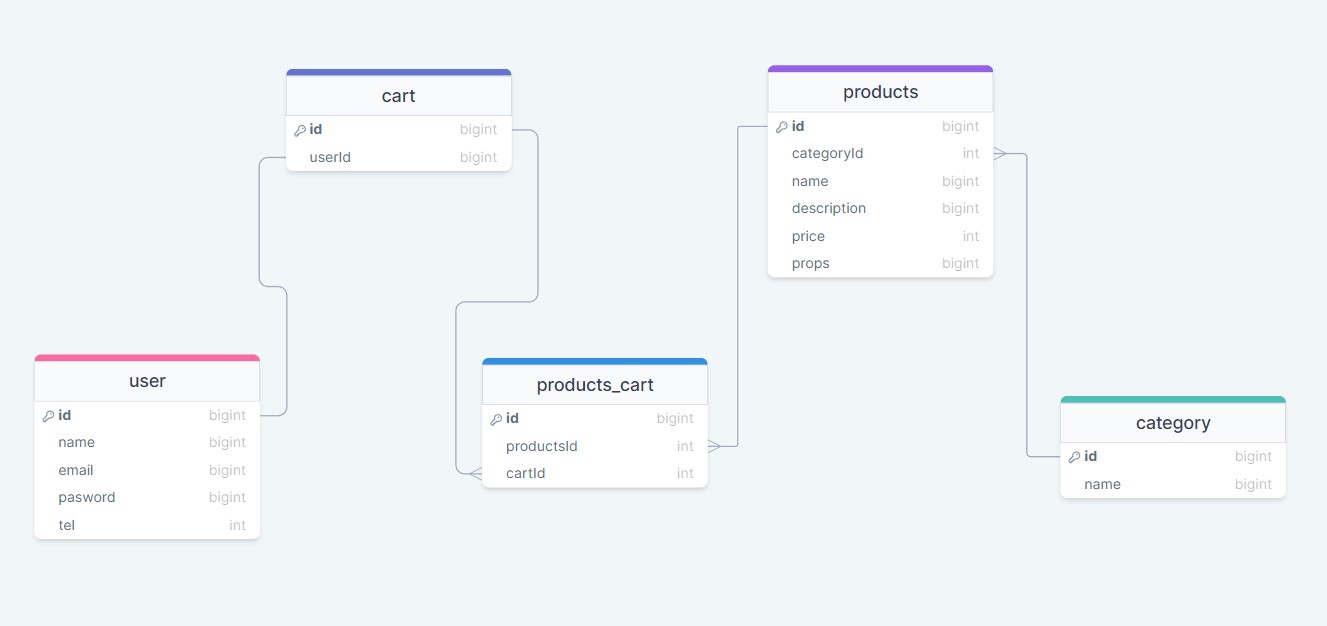 cart
id bigint
userId bigint
products
id bigint
categoryId int
name bigint
description bigint
price int
props bigint
user
id bigint
name bigint
email bigint
pasword bigint
tel int
products_cart
id bigint
productsId int
cartId int
category
id bigint
name bigint